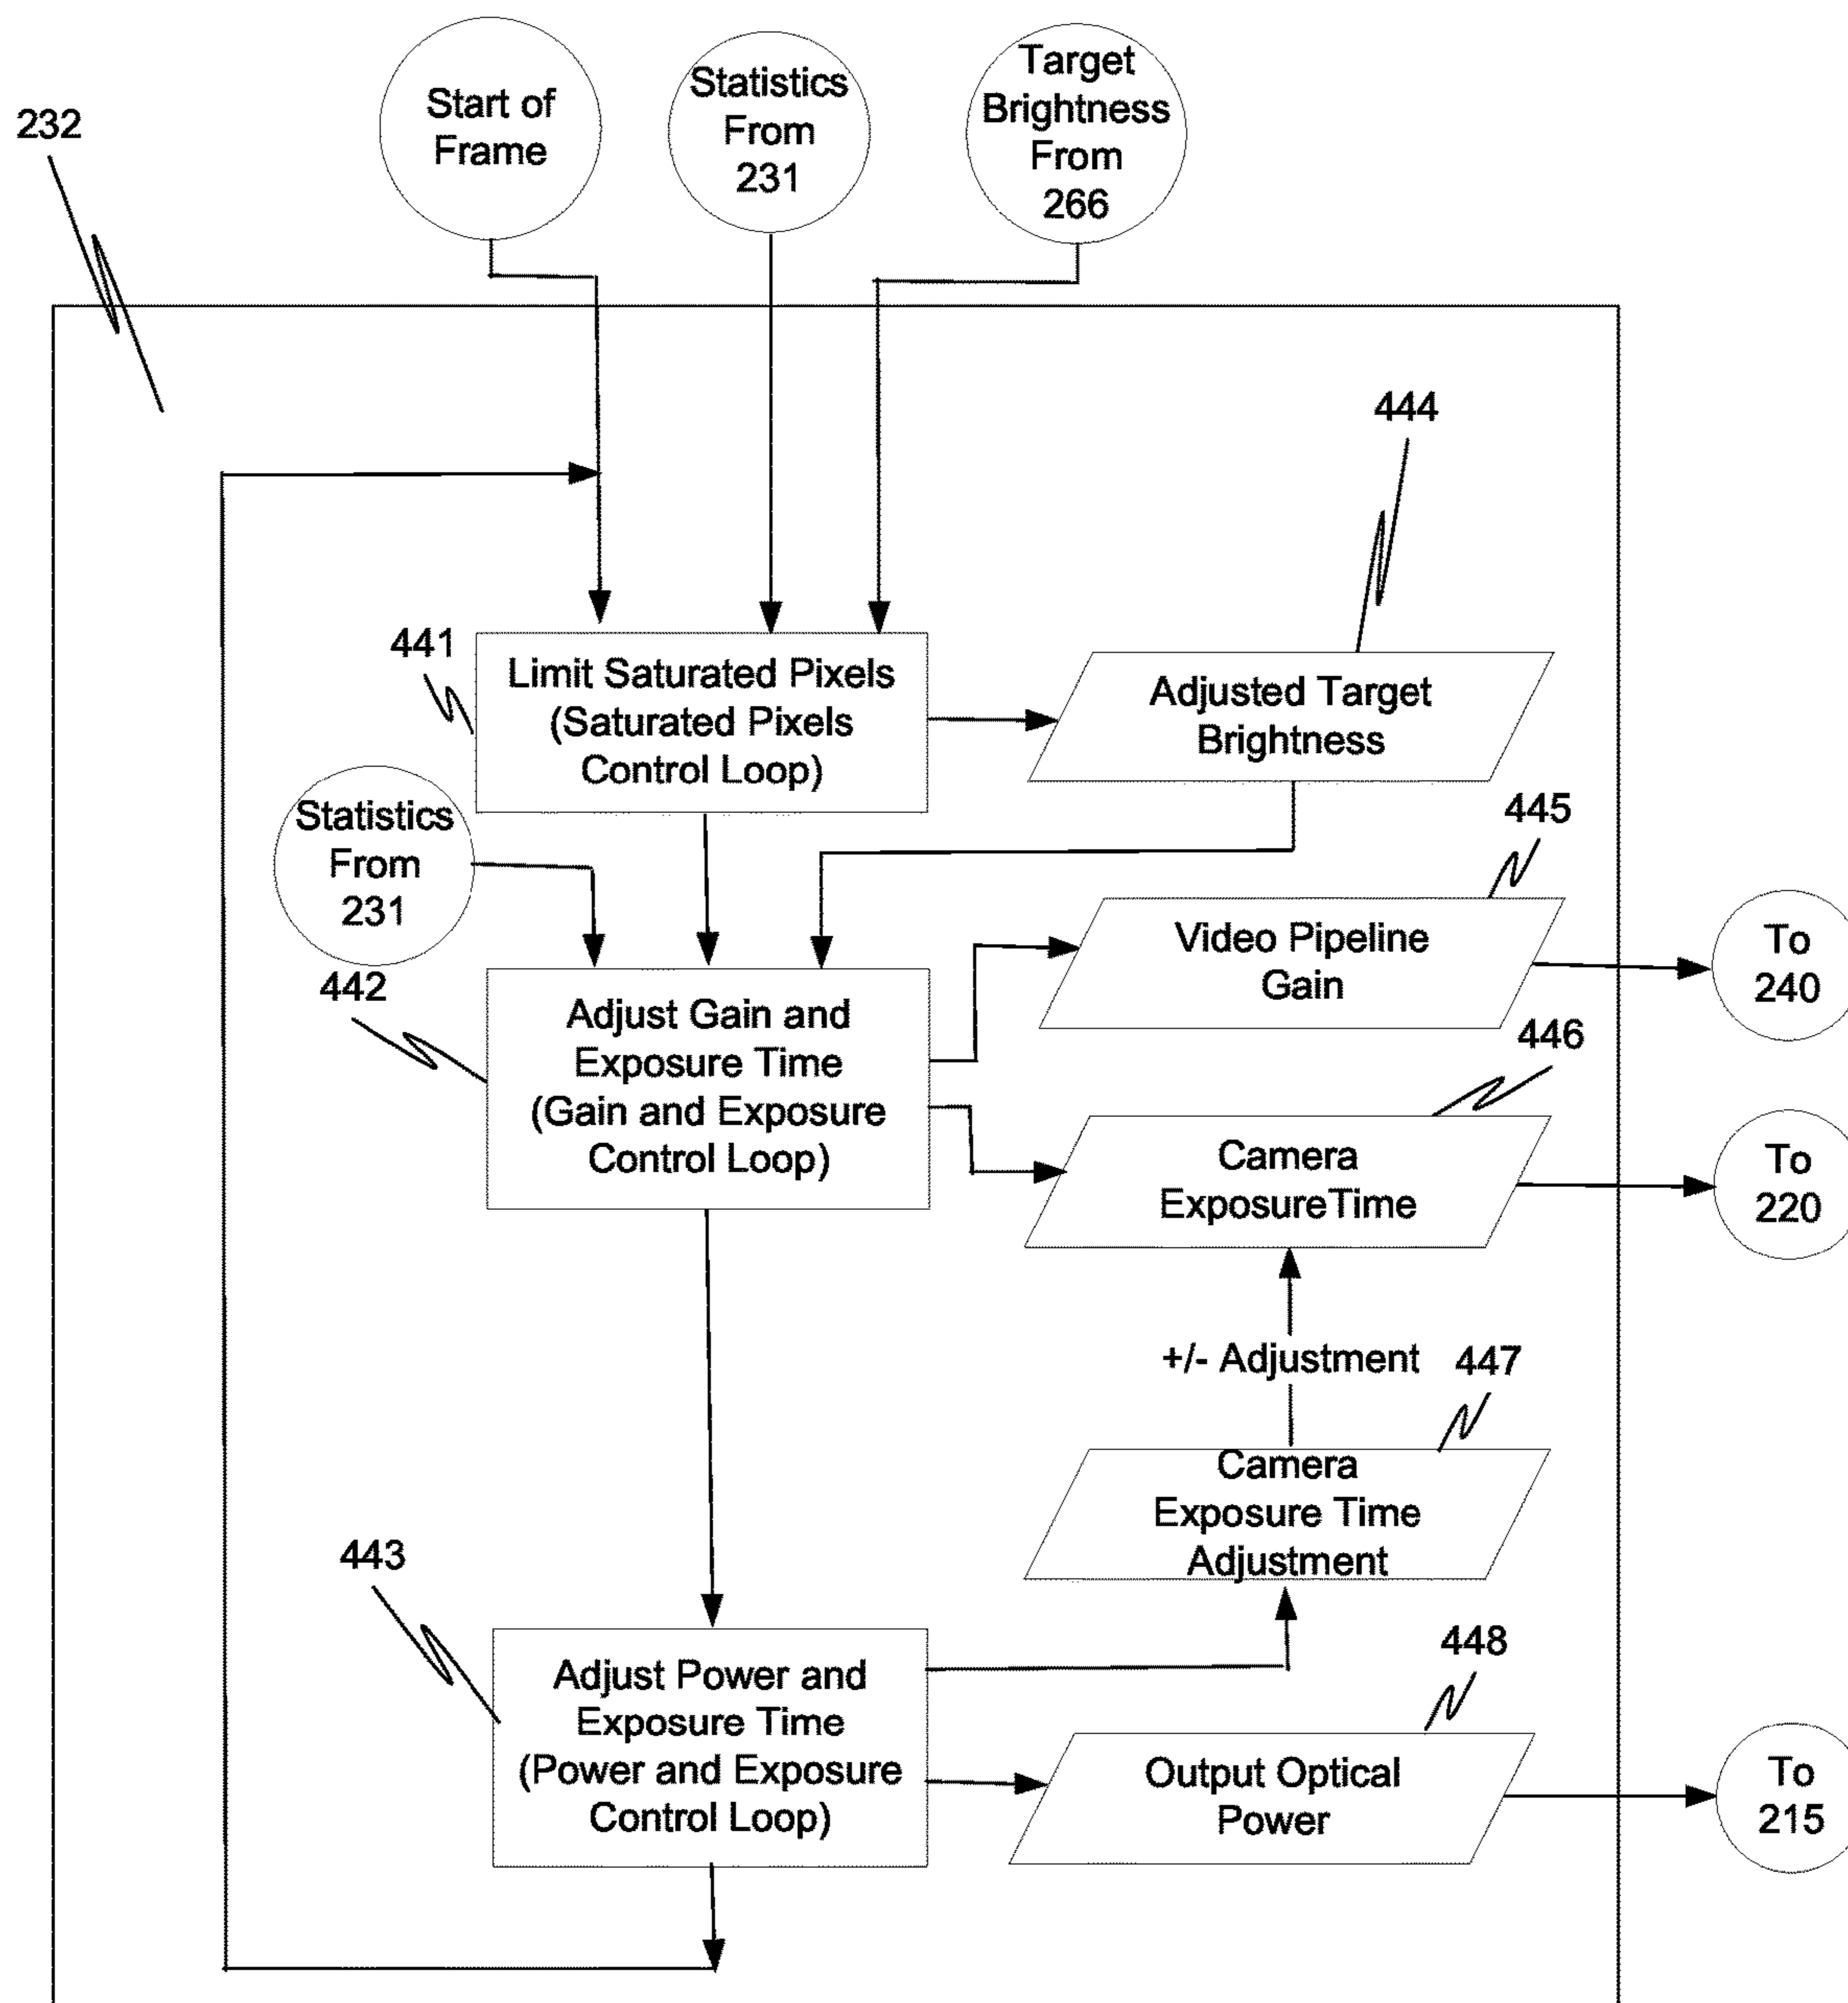 232
Start of
Frame
Statistics
From
231
Target
Brightness
From
266
444
441
Limit Saturated Pixels
(Saturated Pixels
Control Loop)
Adjusted Target
Brightness
Statistics
From
231
445
442
Adjust Gain and
Exposure Time
(Gain and Exposure
Control Loop)
Video Pipeline
Gain
To
240
446
Camera
ExposureTime
To
220
+/- Adjustment
447
Camera
Exposure Time
Adjustment
443
Adjust Power and
Exposure Time
(Power and Exposure
Control Loop)
448
Output Optical
Power
To
215